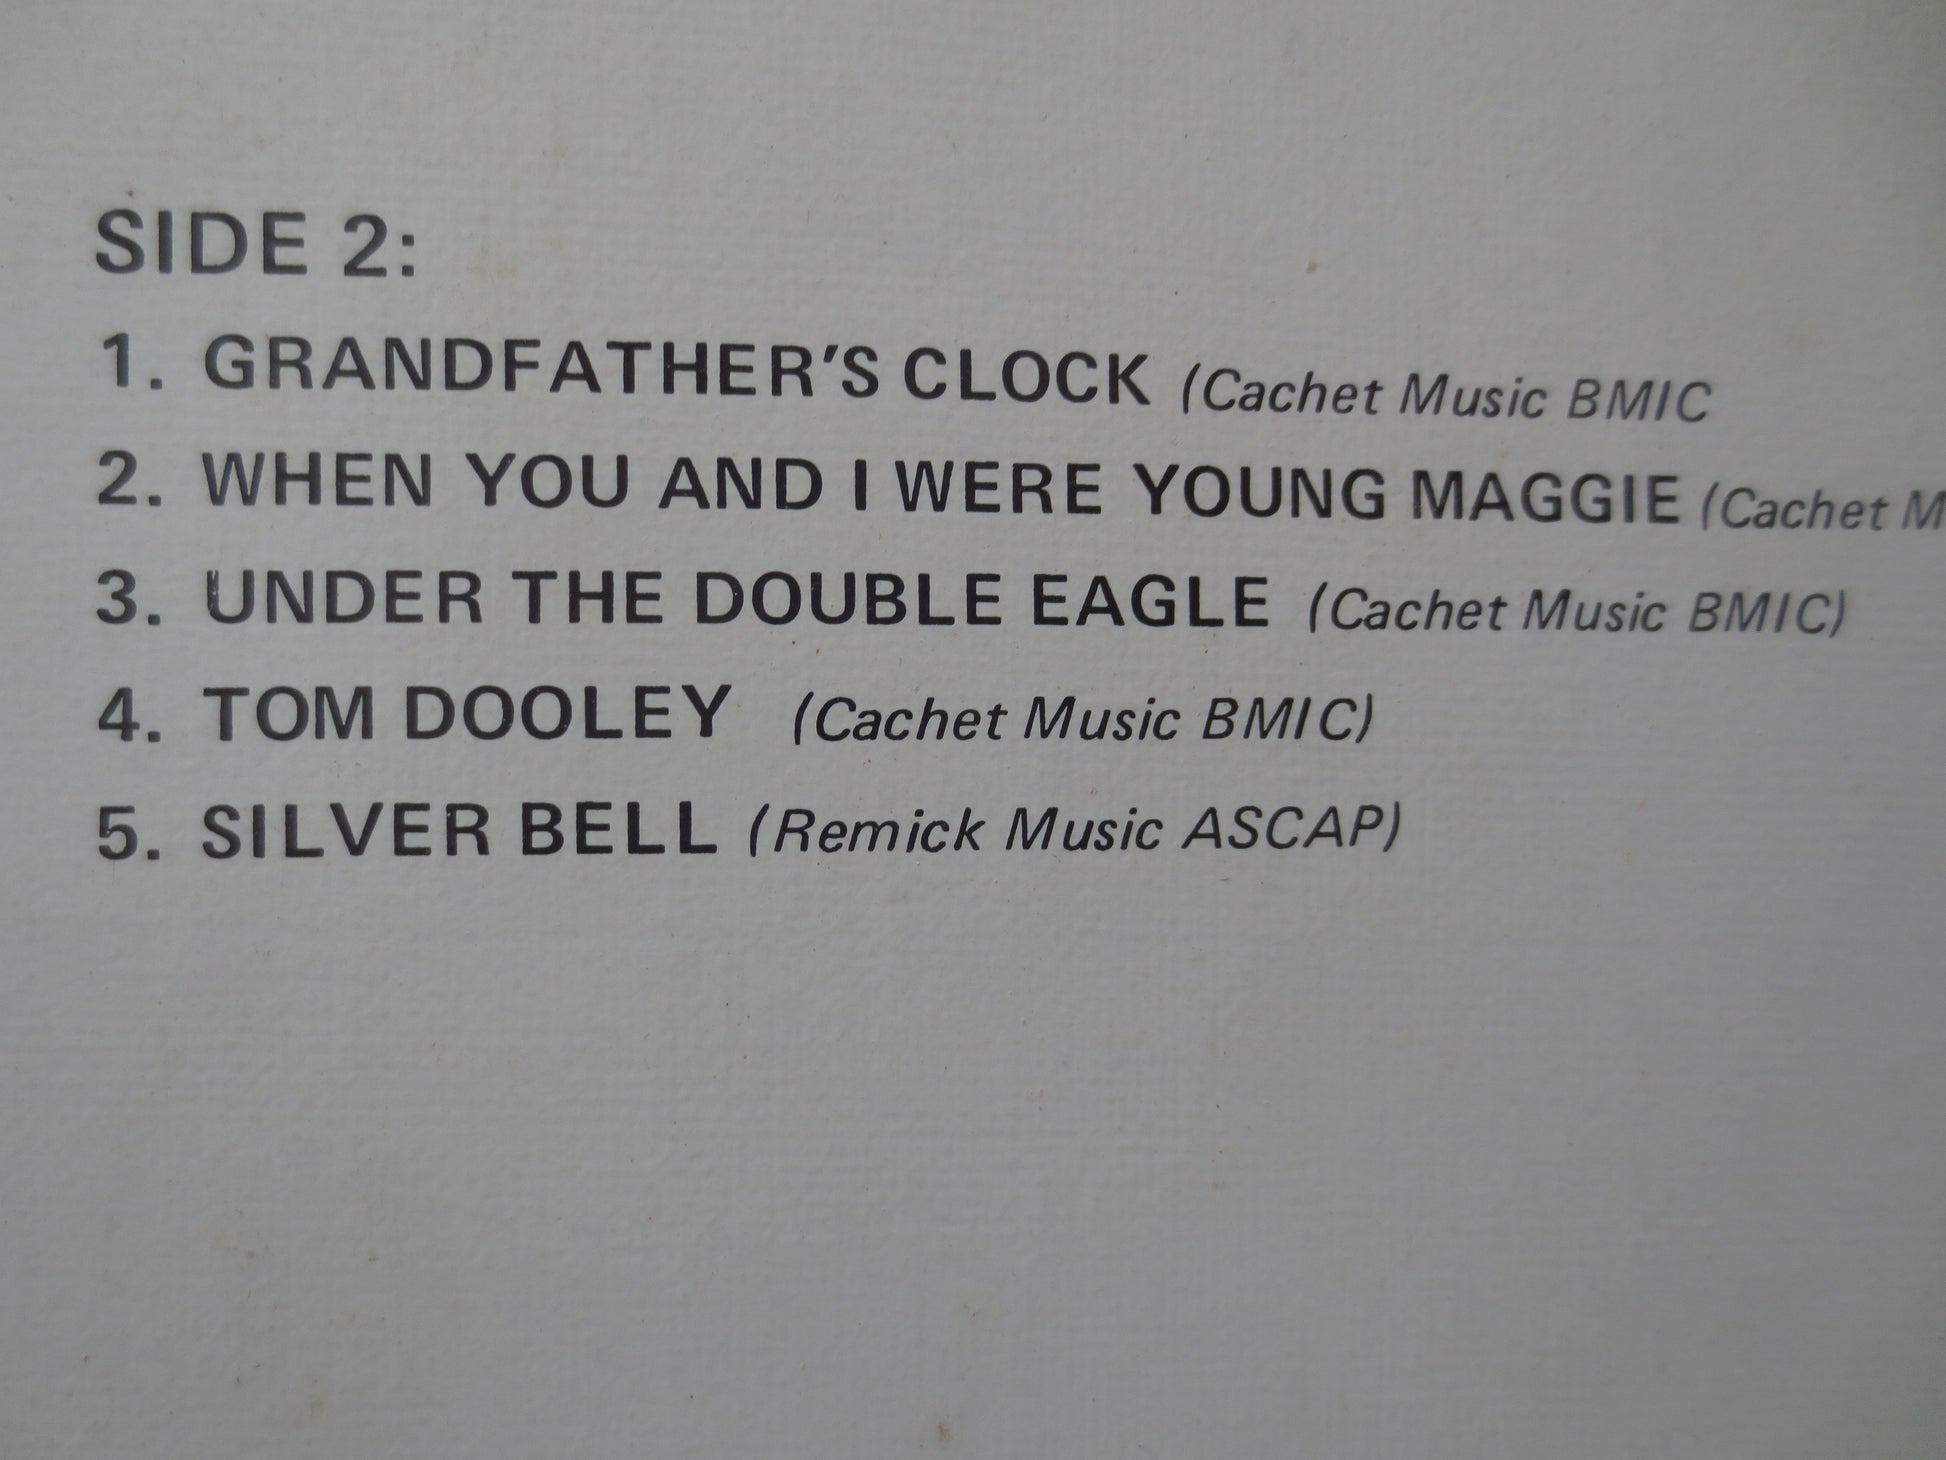 SIDE 2:
1. GRANDFATHER'S CLOCK (Cachet Music BMIC
2. WHEN YOU AND I WERE YOUNG MAGGIE (Cachet M
3. UNDER THE DOUBLE EAGLE (Cachet Music BMIC)
4. TOM DOOLEY (Cachet Music BMIC)
5. SILVER BELL (Remick Music ASCAP)